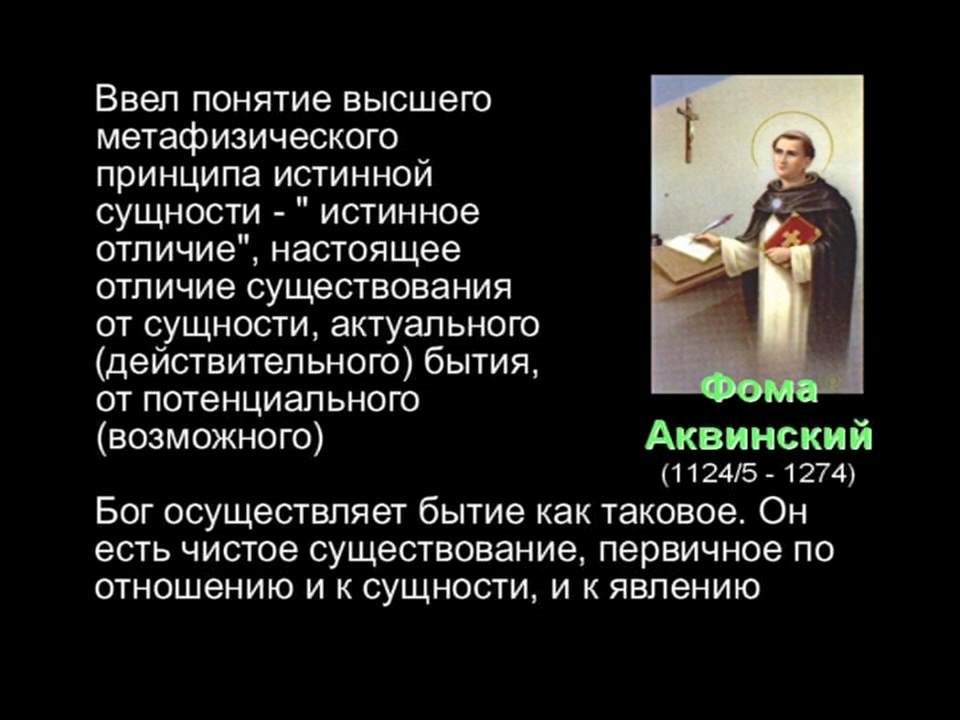 Ввел понятие высшего
метафизического
принципа истинной
сущности - " истинное
отличие", настоящее
отличие существования
от сущности, актуального
(действительного) бытия,
от потенциального
(возможного)
Фома
Аквинский
(1124/5 - 1274)
Бог осуществляет бытие как таковое. Он
есть чистое существование, первичное по
отношению и к сущности, и к явлению